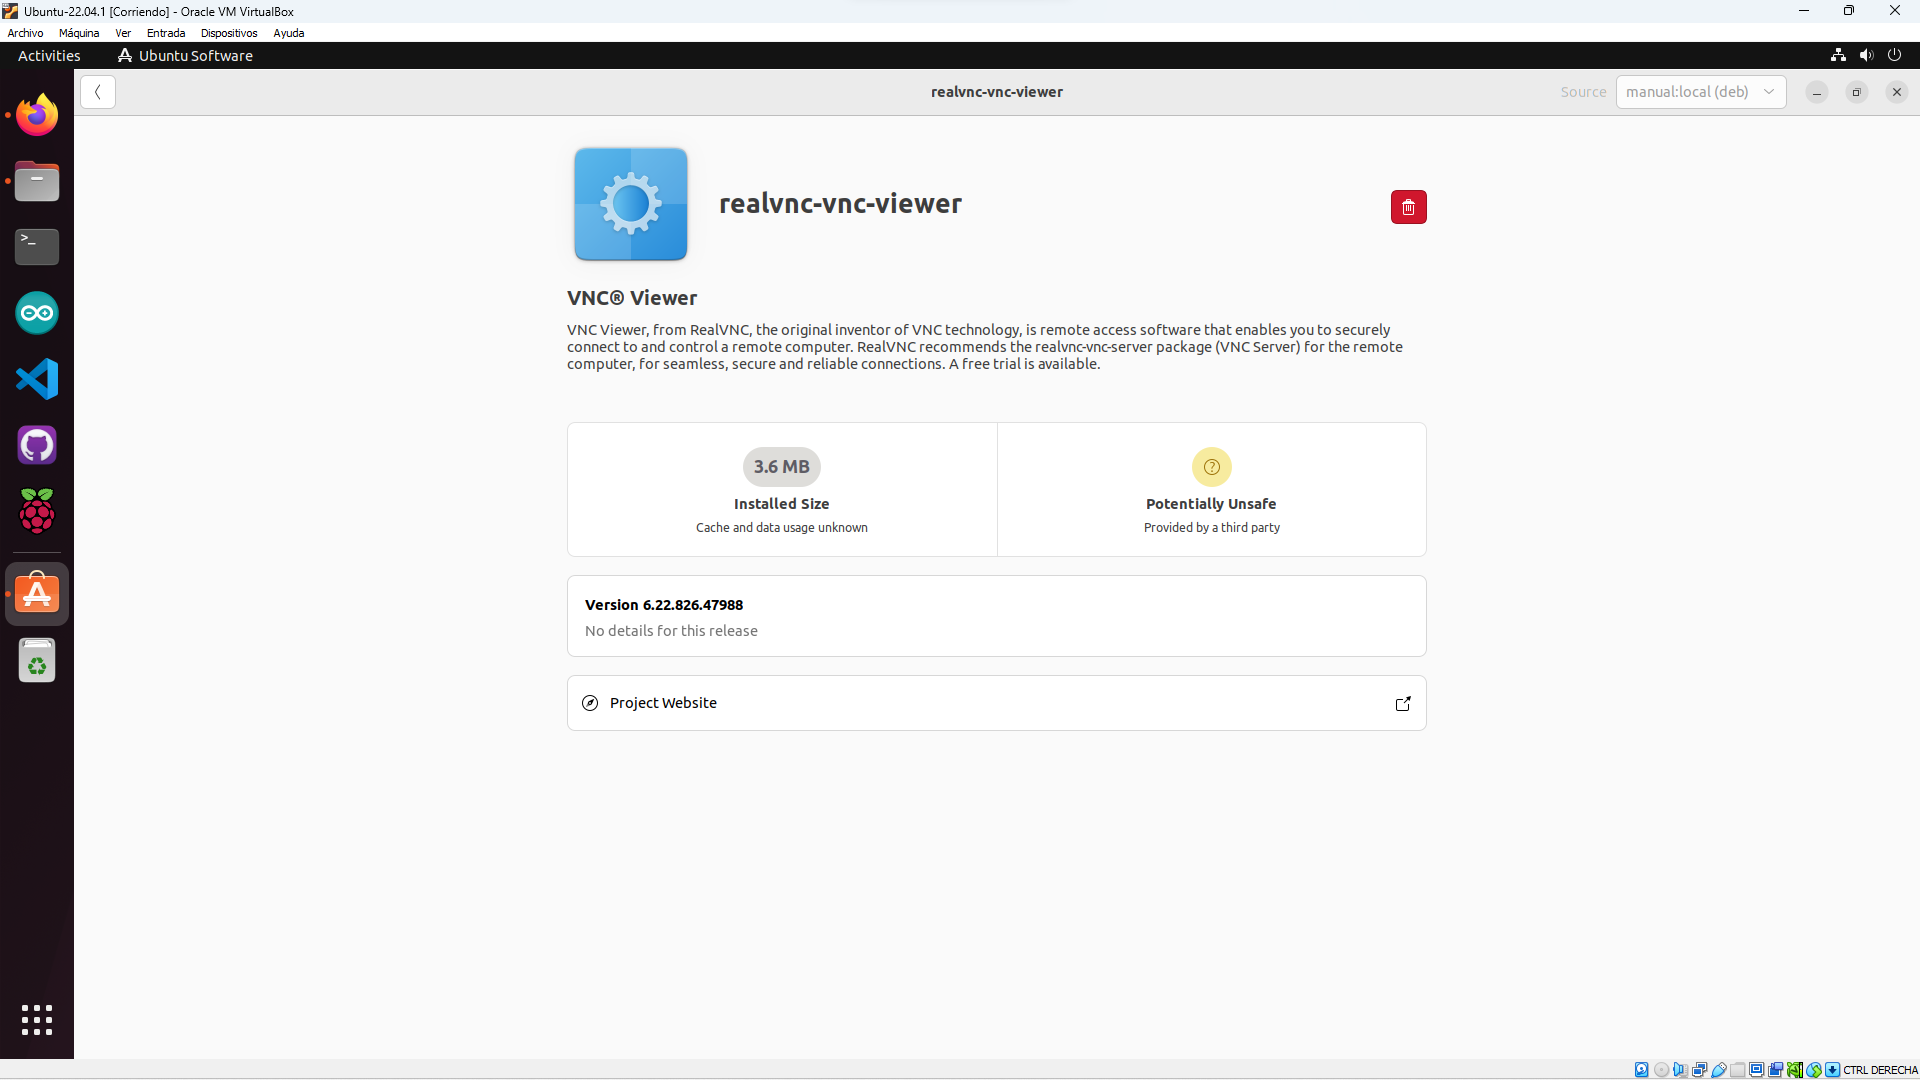 Ubuntu-22.04.1 [Corriendo] - Oracle VM VirtualBox
Archivo Máquina Ver Entrada Dispositivos Ayuda
Activities Ubuntu Software
realvnc-vnc-viewer Source manual:local (deb)
realvnc-vnc-viewer
VNC® Viewer
VNC Viewer, from RealVNC, the original inventor of VNC technology, is remote access software that enables you to securely
connect to and control a remote computer. RealVNC recommends the realvnc-vnc-server package (VNC Server) for the remote
computer, for seamless, secure and reliable connections. A free trial is available.
3.6 MB
Installed Size
Cache and data usage unknown
Potentially Unsafe
Provided by a third party
Version 6.22.826.47988
No details for this release
Project Website
CTRL DERECHA